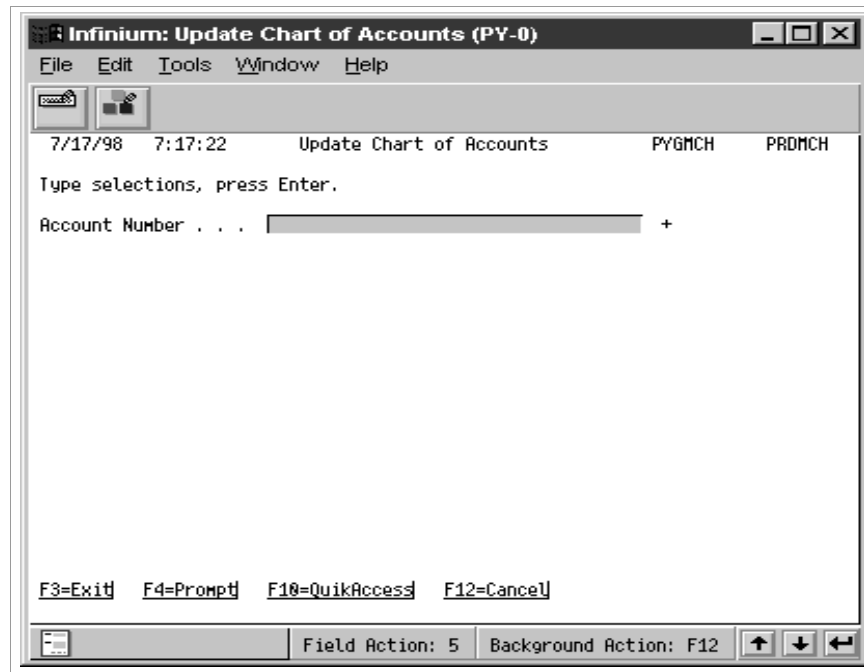 Infinium: Update Chart of Accounts (PY-0)
File Edit Tools Window Help
7/17/98 7:17:22 Update Chart of Accounts PYGMCH PRDMCH
Type selections, press Enter.
Account Number . . . +
F3=Exit F4=Prompt F10=QuikAccess F12=Cancel
Field Action: 5 Background Action: F12